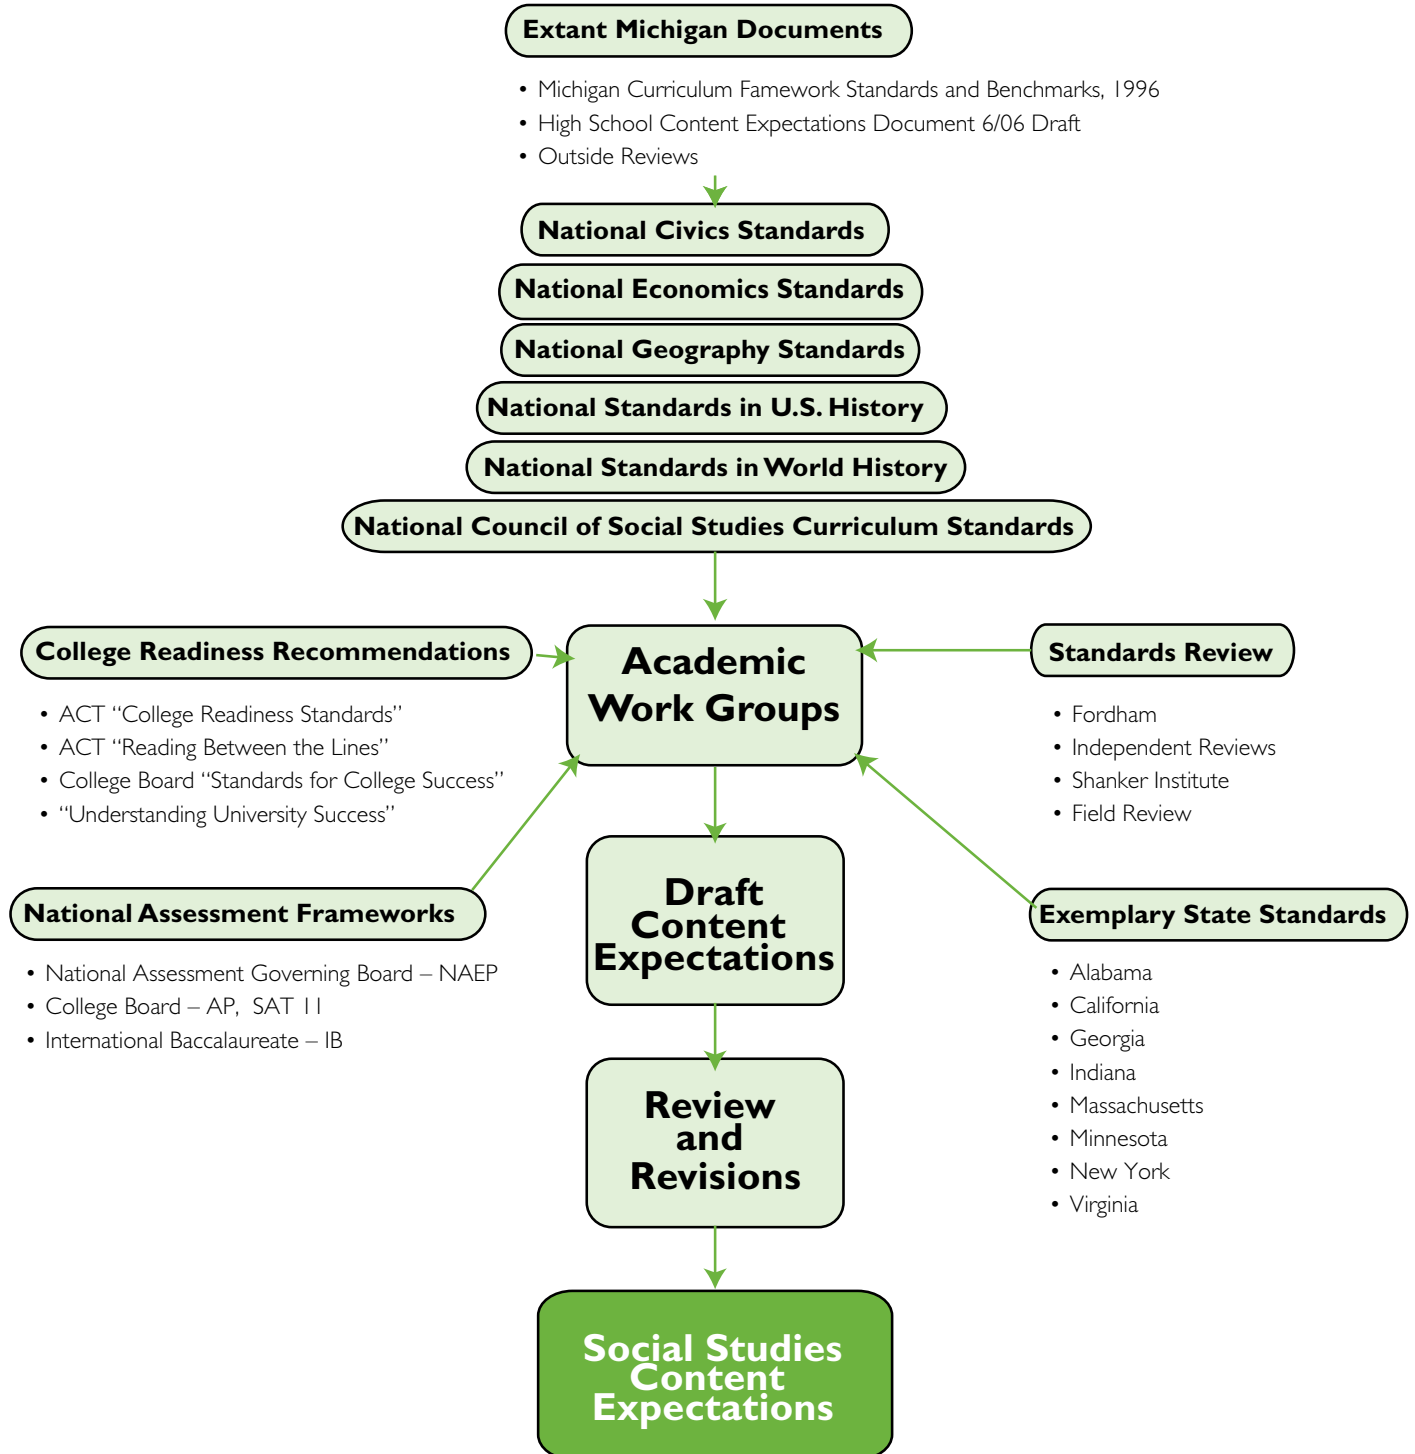 Extant Michigan Documents
• Michigan Curriculum Famework Standards and Benchmarks, 1996
• High School Content Expectations Document 6/06 Draft
• Outside Reviews
National Civics Standards
National Economics Standards
National Geography Standards
National Standards in U.S. History
National Standards in World History
National Council of Social Studies Curriculum Standards
College Readiness Recommendations
• ACT “College Readiness Standards”
• ACT “Reading Between the Lines”
• College Board “Standards for College Success”
• “Understanding University Success”
Academic
Work Groups
Standards Review
• Fordham
• Independent Reviews
• Shanker Institute
• Field Review
National Assessment Frameworks
• National Assessment Governing Board – NAEP
• College Board – AP, SAT 11
• International Baccalaureate – IB
Draft
Content
Expectations
Exemplary State Standards
• Alabama
• California
• Georgia
• Indiana
• Massachusetts
• Minnesota
• New York
• Virginia
Review
and
Revisions
Social Studies
Content
Expectations